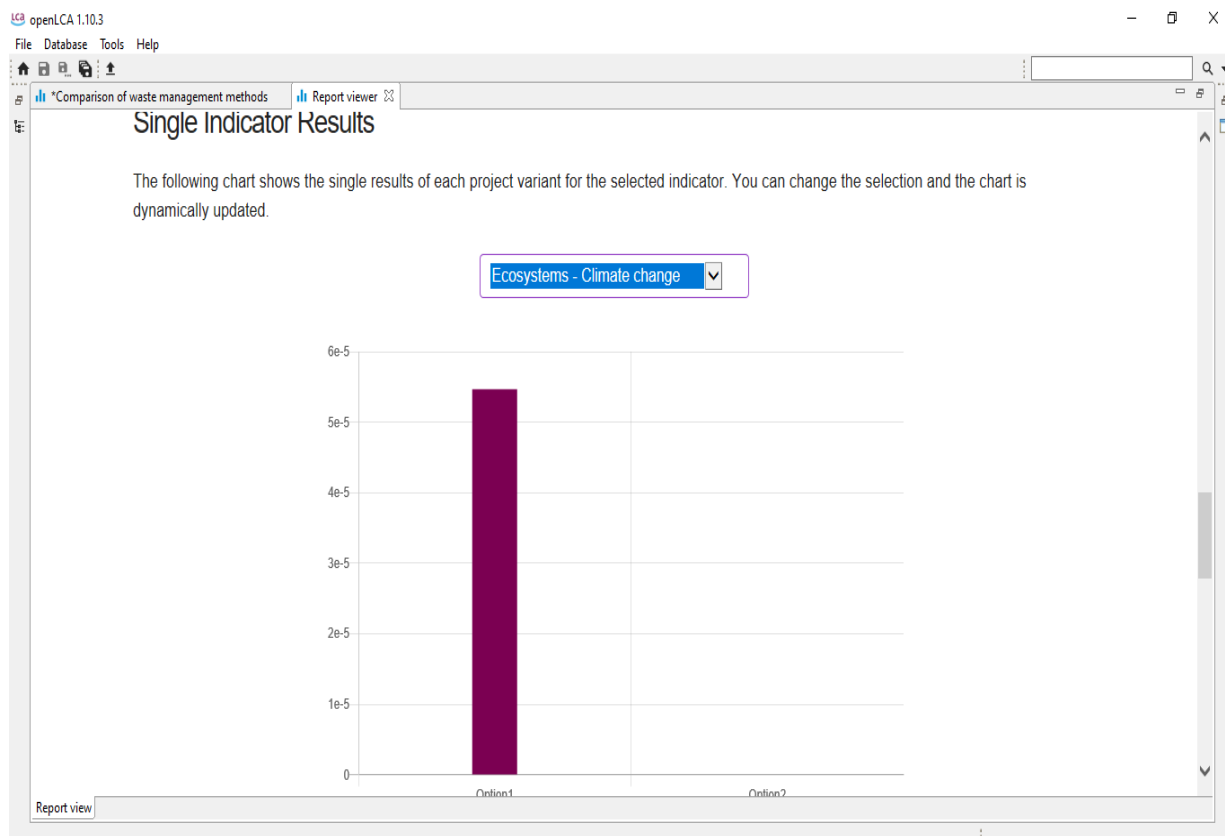 LCA openLCA 1.10.3
File Database Tools Help
*Comparison of waste management methods Report viewer
Single Indicator Results
The following chart shows the single results of each project variant for the selected indicator. You can change the selection and the chart is
dynamically updated.
Ecosystems - Climate change
6e-5
5e-5
4e-5
3e-5
2e-5
1e-5
0
Option1 Option2
Report view